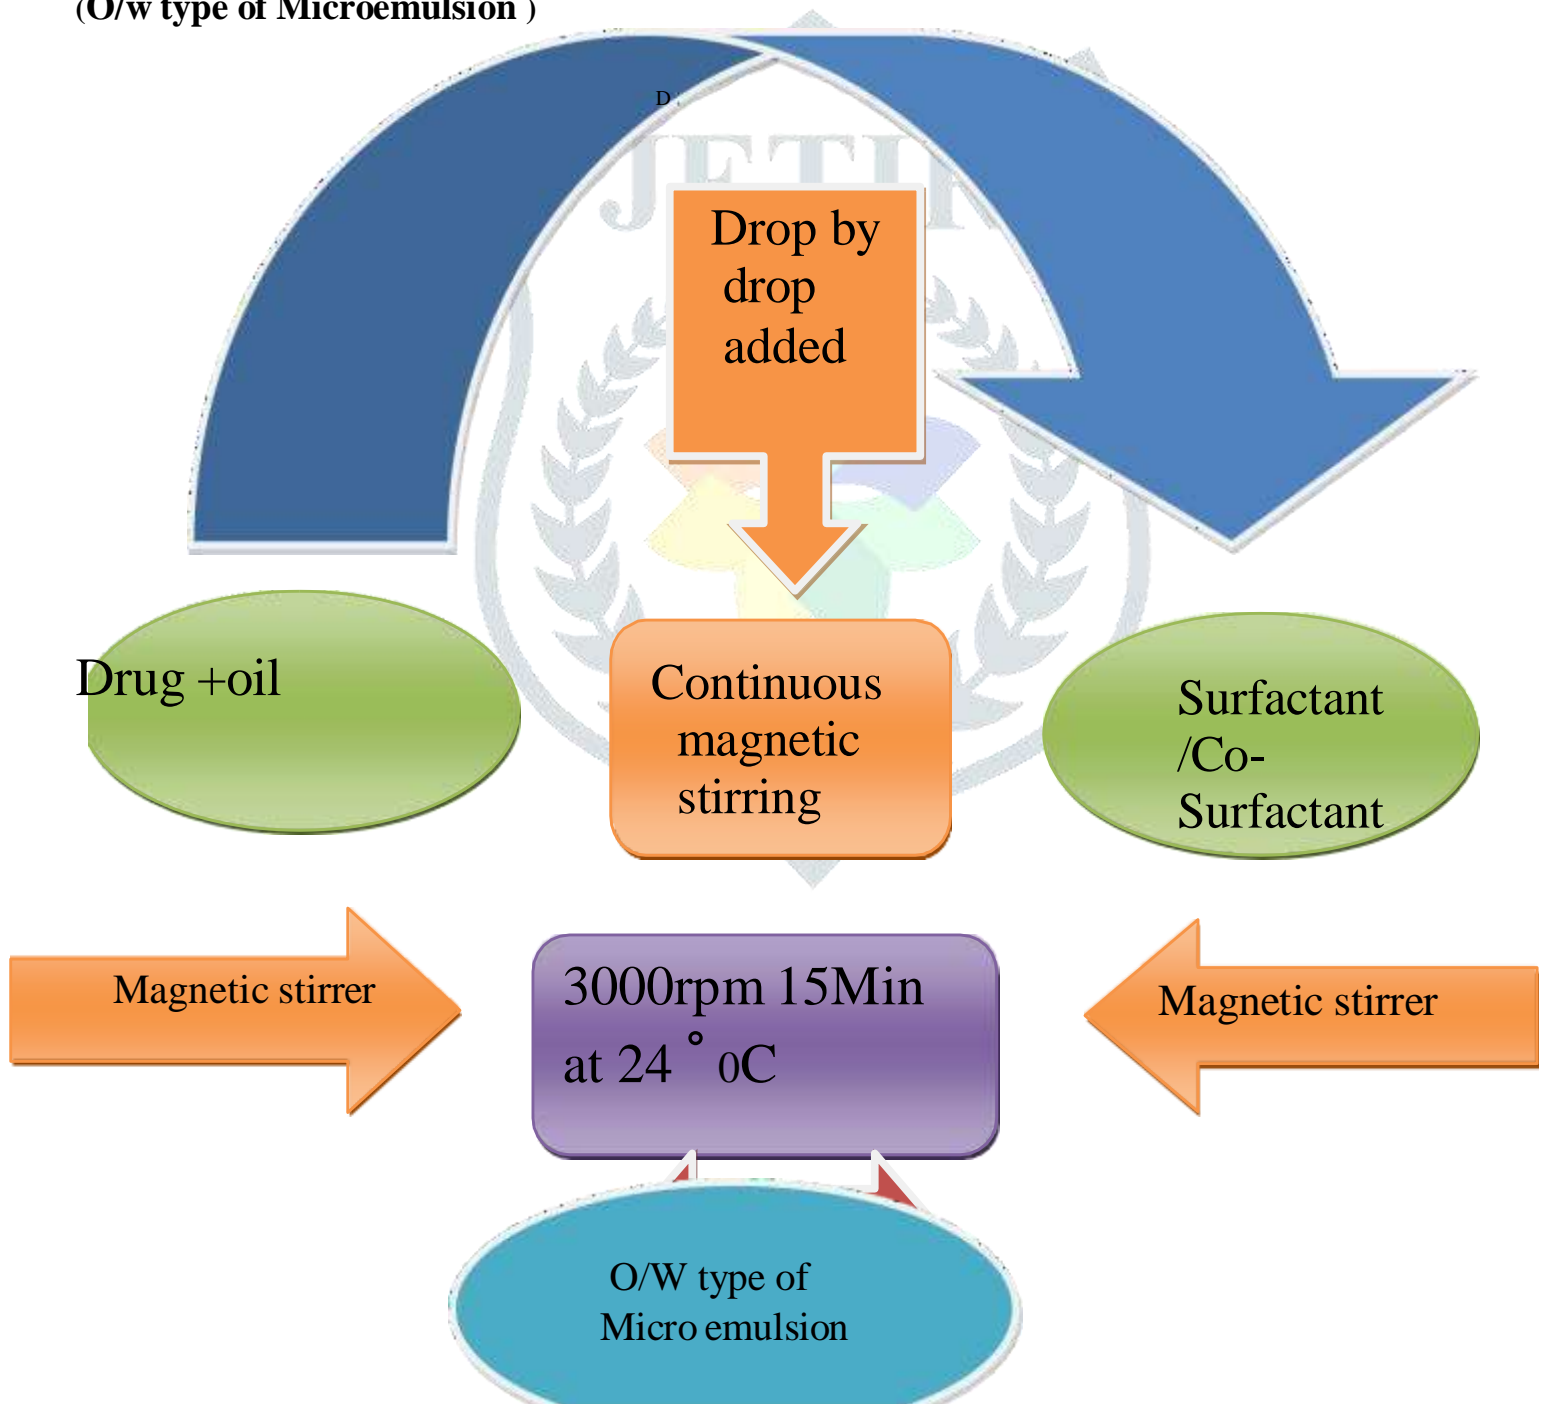 (O/w type of Microemulsion )
D
JETIR
Drop by
drop
added
Drug +oil
Continuous
magnetic
stirring
Surfactant
/Co-
Surfactant
Magnetic stirrer
3000rpm 15Min
at 24 ° 0C
Magnetic stirrer
O/W type of
Micro emulsion